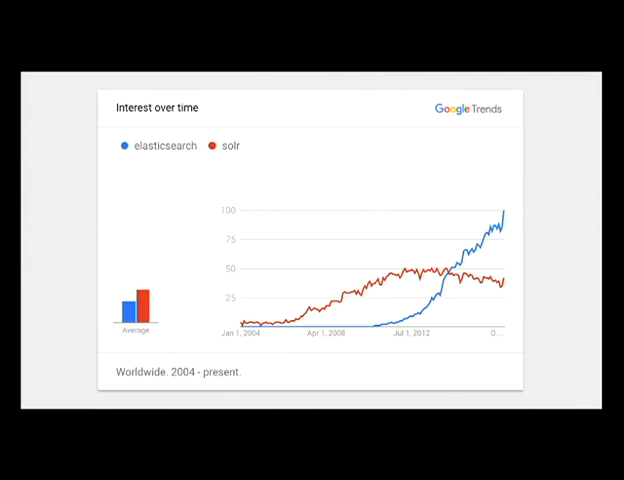 Interest over time
Google Trends
elasticsearch
solr
100
75
50
25
Average
Jan 1, 2004
Apr 1, 2008
Jul 1, 2012
O...
Worldwide. 2004 - present.